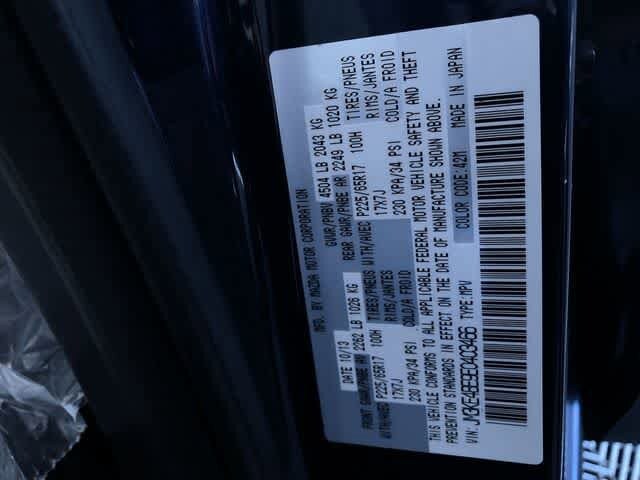 MFD. BY MAZDA MOTOR CORPORATION
DATE 10/13 GVWR/PNBV 4504 LB 2043 KG
FRONT GAWR/PNBE AV 2262 LB 1026 KG REAR GAWR/PNBE AR 2249 LB 1020 KG
WITH/AVEC P225/65R17 100H TIRES/PNEUS WITH/AVEC P225/65R17 100H TIRES/PNEUS
17X7J RIMS/JANTES 17X7J RIMS/JANTES
230 KPA/34 PSI COLD/A FROID 230 KPA/34 PSI COLD/A FROID
THIS VEHICLE CONFORMS TO ALL APPLICABLE FEDERAL MOTOR VEHICLE SAFETY AND THEFT
PREVENTION STANDARDS IN EFFECT ON THE DATE OF MANUFACTURE SHOWN ABOVE.
VIN: TYPE:MPV COLOR CODE:42M MADE IN JAPAN